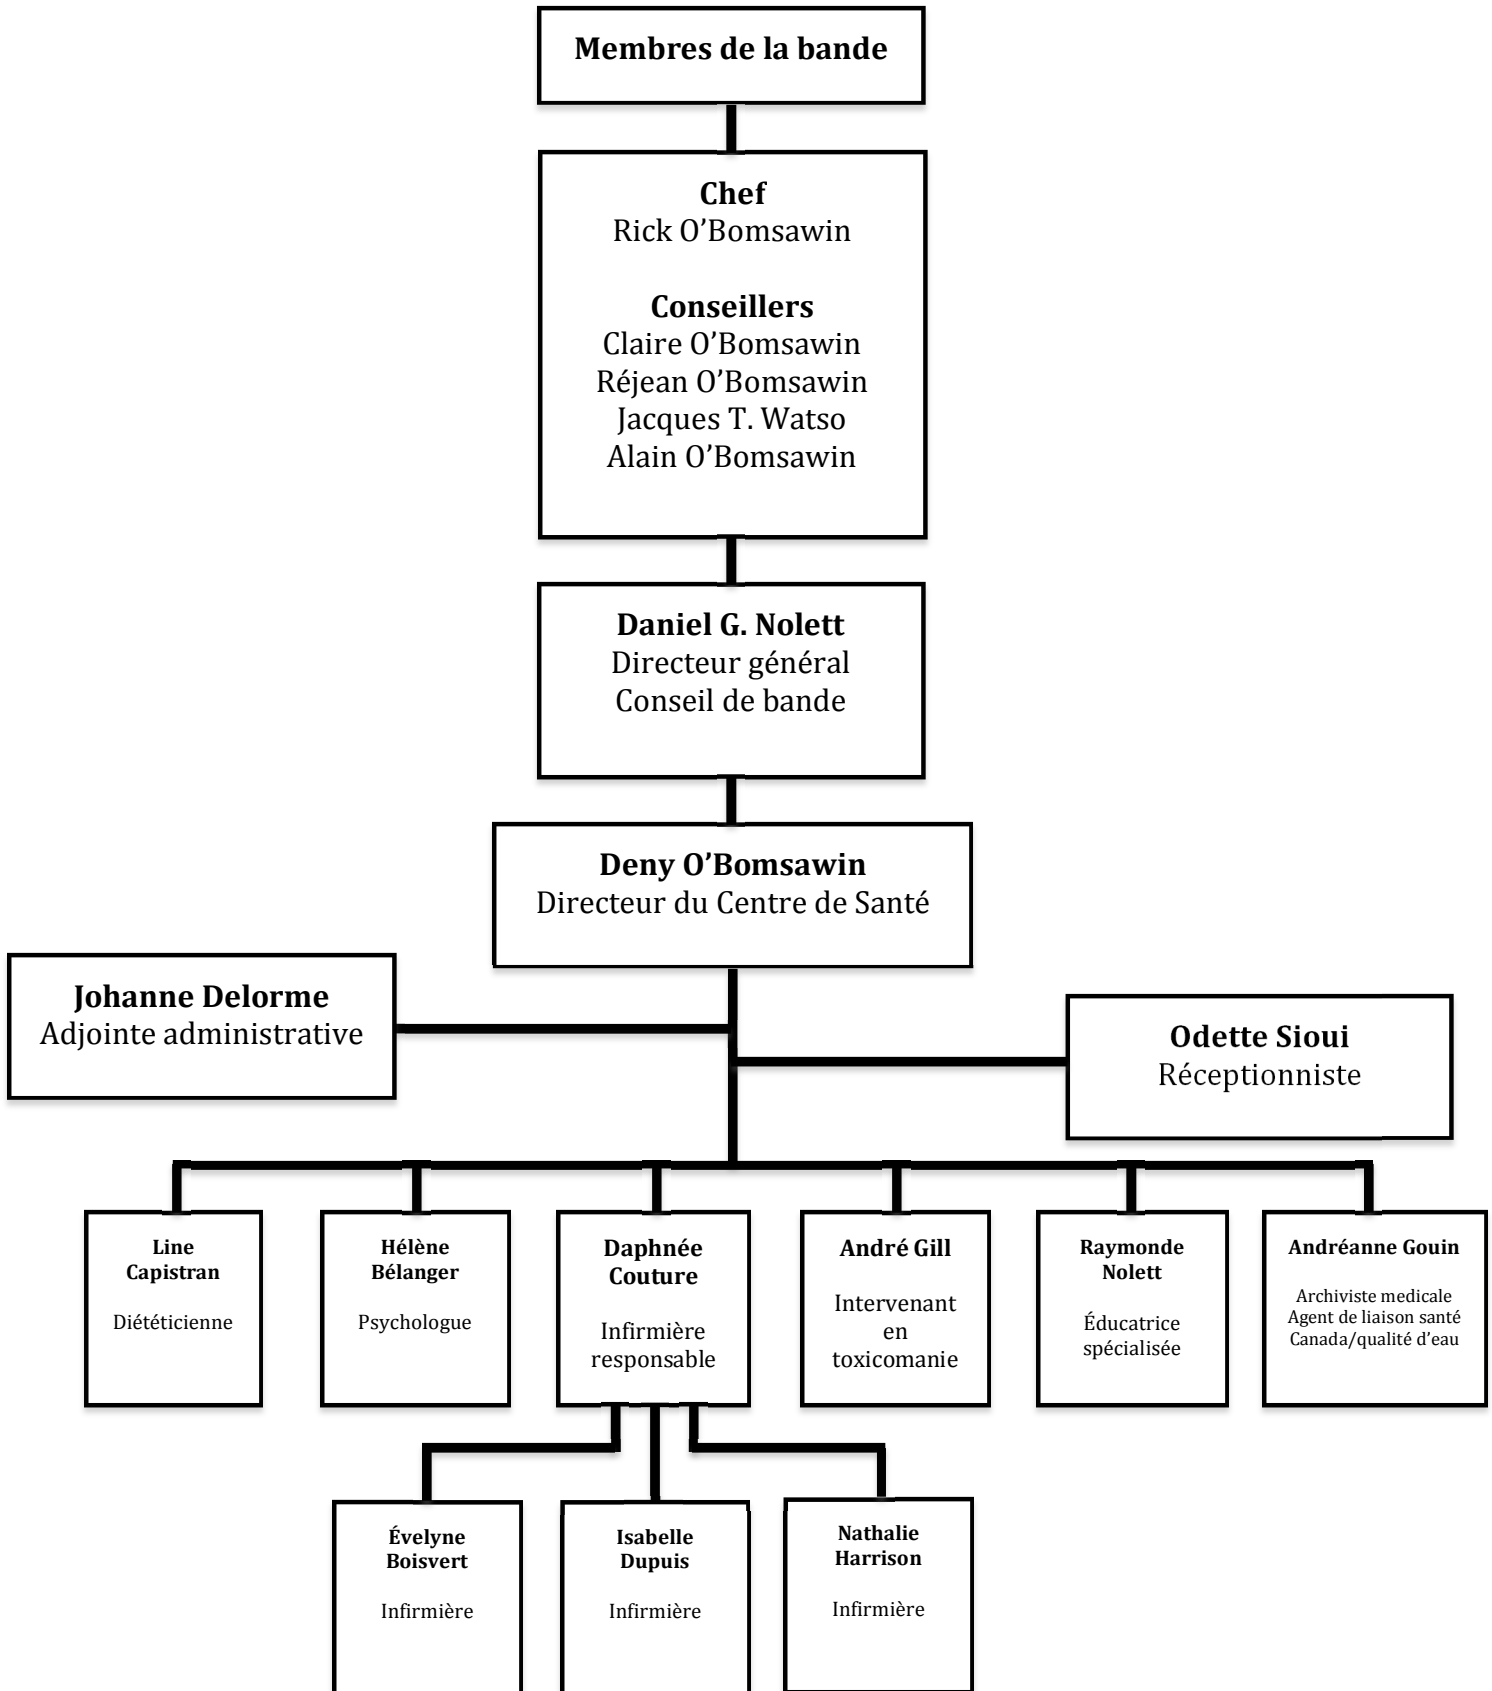 Membres de la bande
Chef
Rick O’Bomsawin
Conseillers
Claire O’Bomsawin
Réjean O’Bomsawin
Jacques T. Watso
Alain O’Bomsawin
Daniel G. Nolett
Directeur général
Conseil de bande
Deny O’Bomsawin
Directeur du Centre de Santé
Johanne Delorme
Adjointe administrative
Odette Sioui
Réceptionniste
Line
Capistran
Diététicienne
Hélène
Bélanger
Psychologue
Daphnée
Couture
Infirmière
responsable
André Gill
Intervenant
en
toxicomanie
Raymonde
Nolett
Éducatrice
spécialisée
Andréanne Gouin
Archiviste medicale
Agent de liaison santé
Canada/qualité d’eau
Évelyne
Boisvert
Infirmière
Isabelle
Dupuis
Infirmière
Nathalie
Harrison
Infirmière